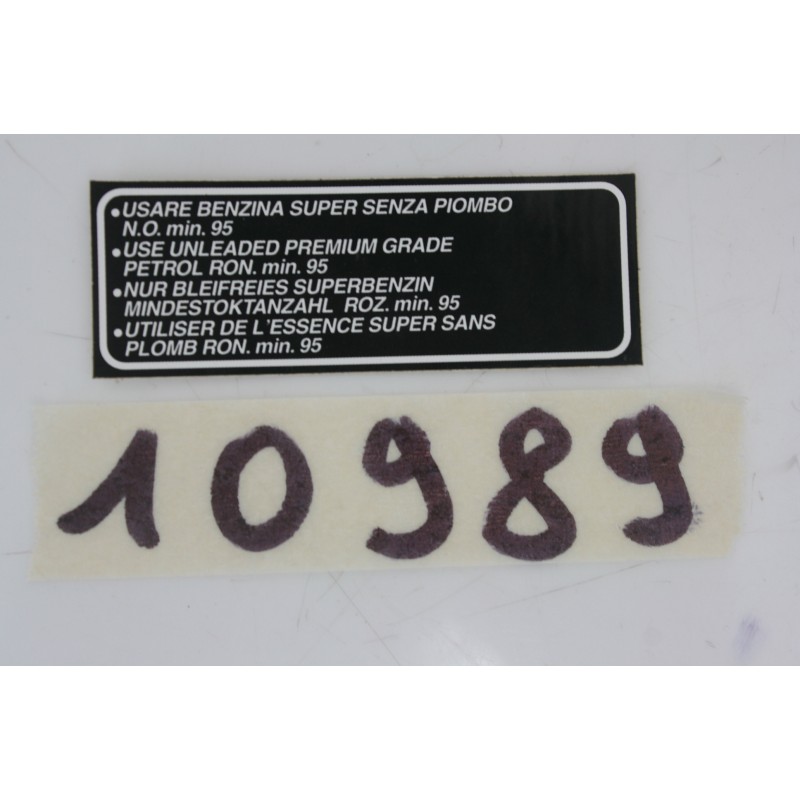 •USARE BENZINA SUPER SENZA PIOMBO
N.O. min. 95
•USE UNLEADED PREMIUM GRADE
PETROL RON. min. 95
•NUR BLEIFREIES SUPERBENZIN
MINDESTOKTANZAHL ROZ. min. 95
•UTILISER DE L'ESSENCE SUPER SANS
PLOMB RON. min. 95
10989